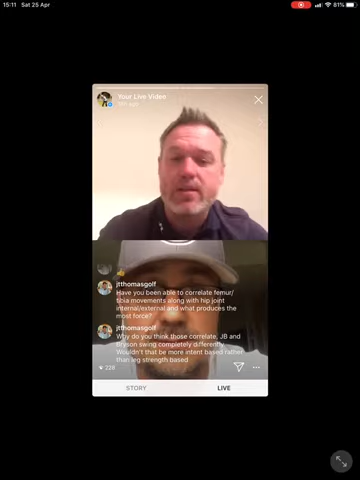 15:11 Sat 25 Apr
81%
Your Live Video
jtthomasgolf
Have you been able to correlate femur/
tibia movements along with hip joint
internal/external and what produces the
most force?
jtthomasgolf
Why do you think those correlate, JB and
Bryson swing completely differently.
Wouldn't that be more intent based rather
than leg strength based
STORY
LIVE